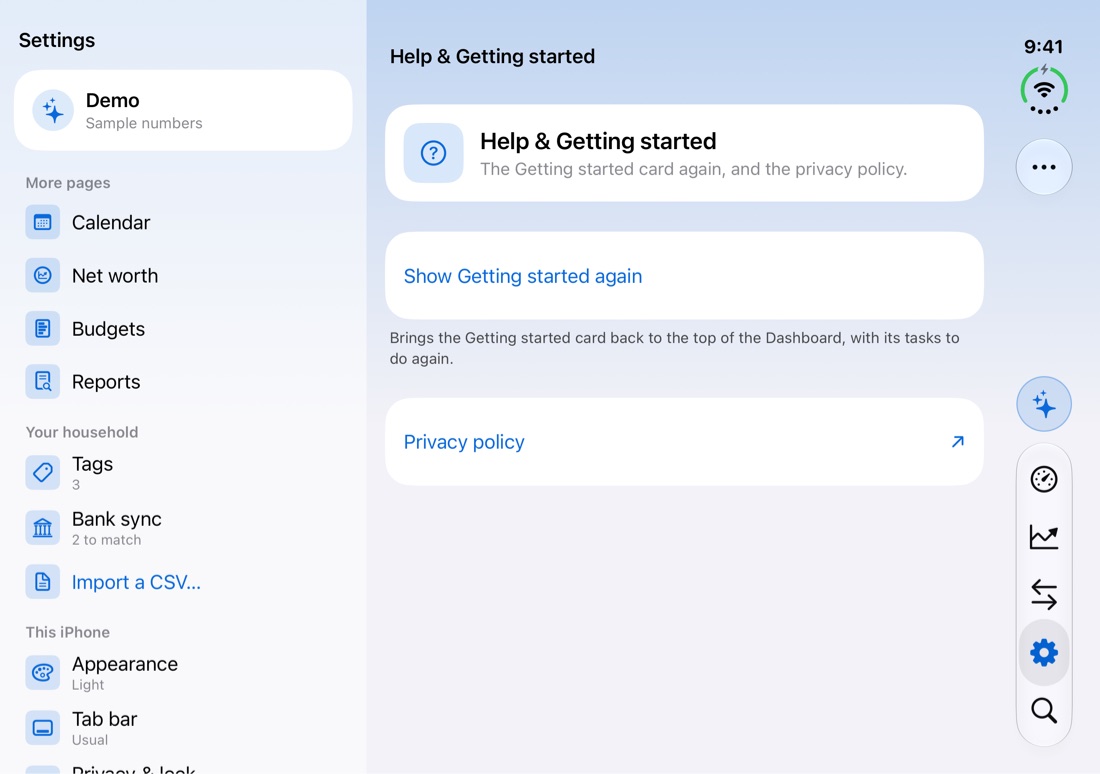 Settings
Demo
Sample numbers
More pages
Calendar
Net worth
Budgets
Reports
Your household
Tags
3
Bank sync
2 to match
Import a CSV...
This iPhone
Appearance
Light
Tab bar
Usual
Privacy & lock
Help & Getting started
Help & Getting started
The Getting started card again, and the privacy policy.
Show Getting started again
Brings the Getting started card back to the top of the Dashboard, with its tasks to
do again.
Privacy policy
9:41